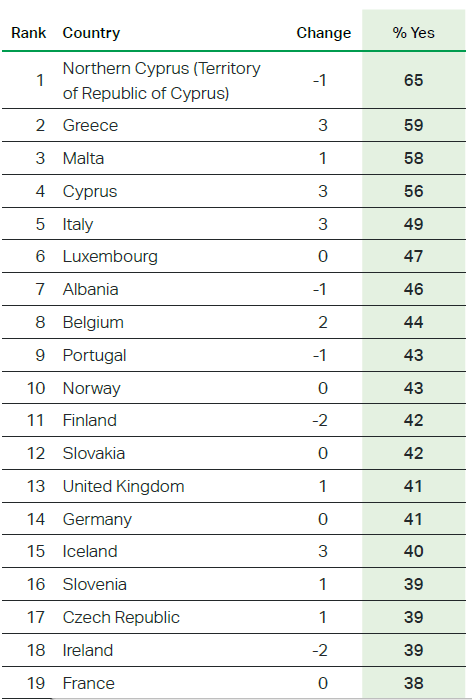 Rank Country Change % Yes
1 Northern Cyprus (Territory of Republic of Cyprus) -1 65
2 Greece 3 59
3 Malta 1 58
4 Cyprus 3 56
5 Italy 3 49
6 Luxembourg 0 47
7 Albania -1 46
8 Belgium 2 44
9 Portugal -1 43
10 Norway 0 43
11 Finland -2 42
12 Slovakia 0 42
13 United Kingdom 1 41
14 Germany 0 41
15 Iceland 3 40
16 Slovenia 1 39
17 Czech Republic 1 39
18 Ireland -2 39
19 France 0 38